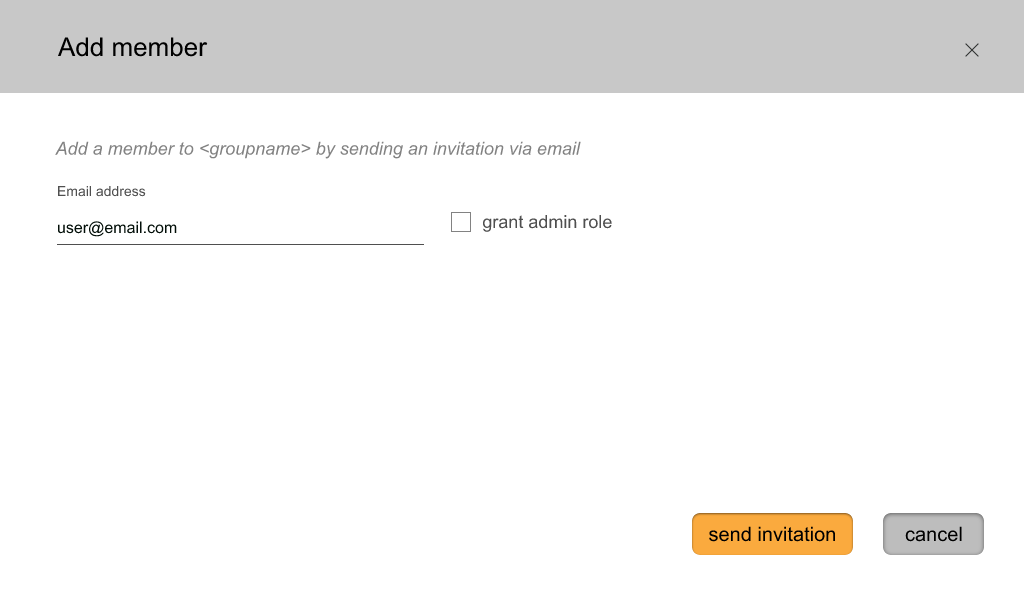 Add member
Add a member to <groupname> by sending an invitation via email
Email address
user@email.com
grant admin role
send invitation
cancel